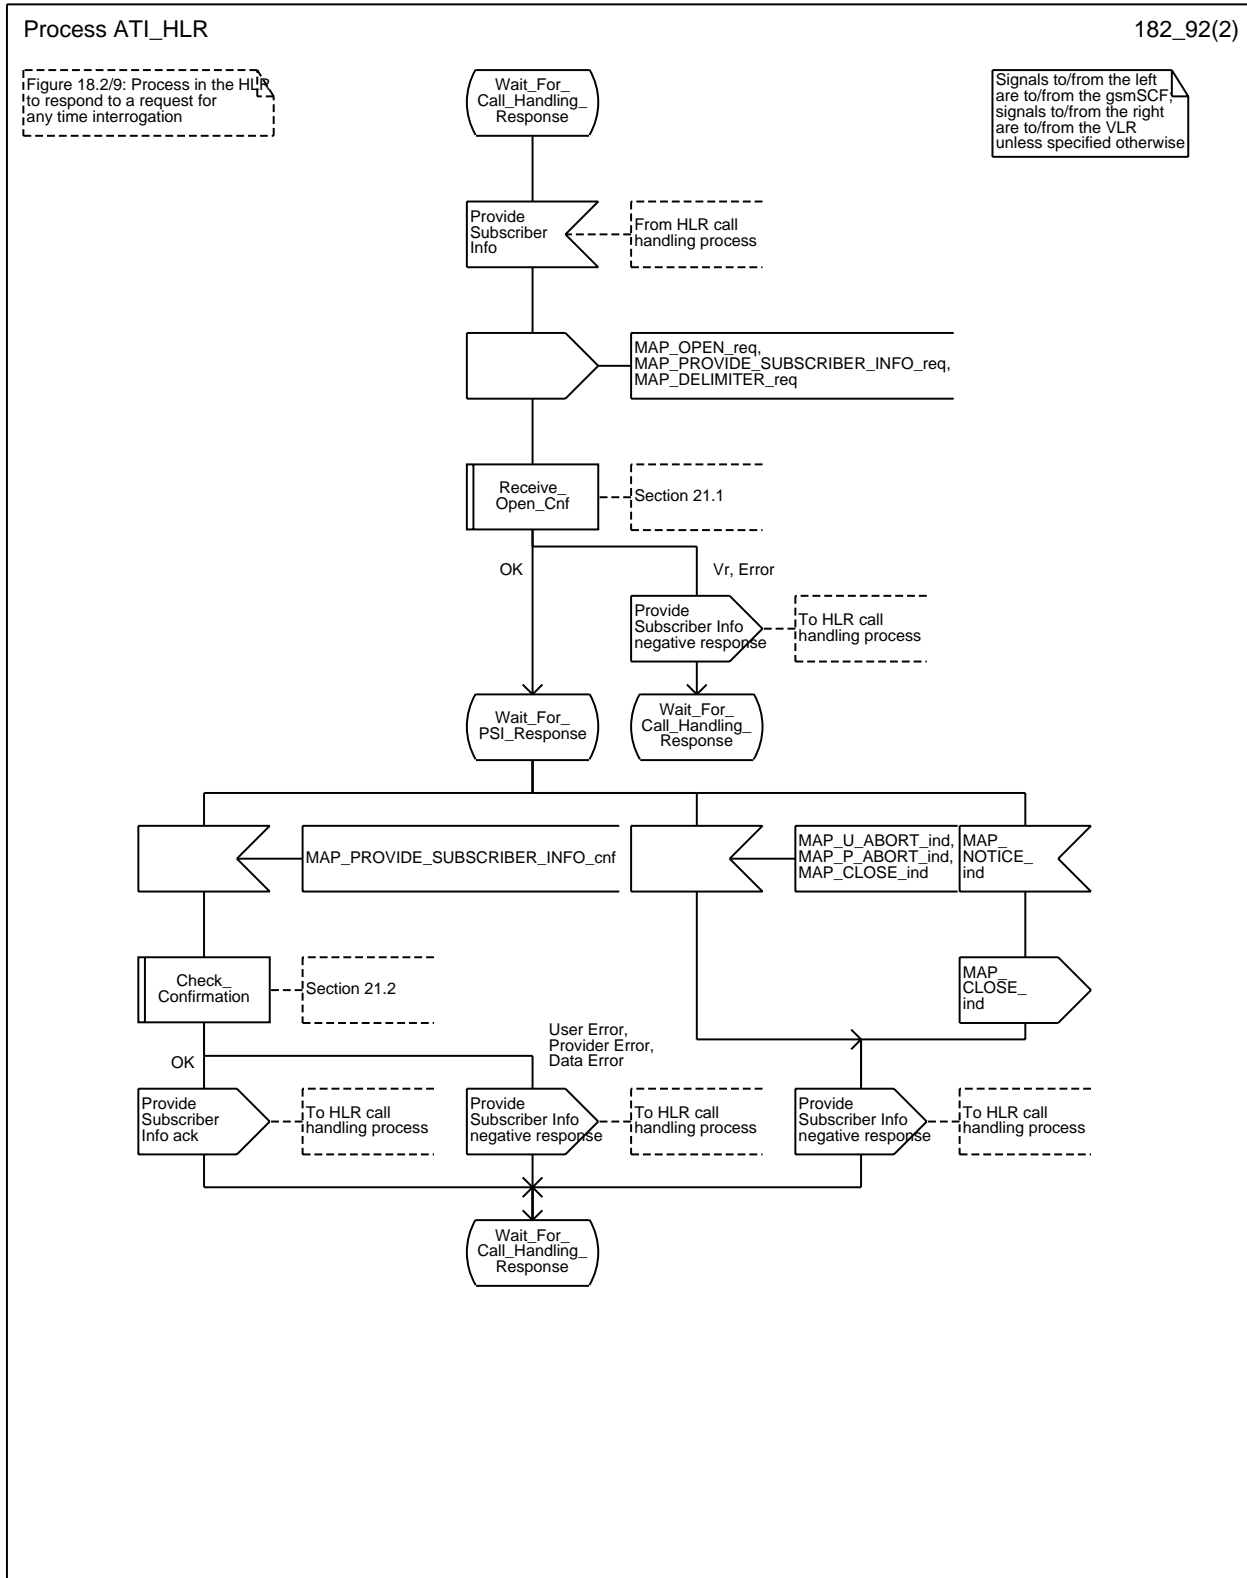 Process ATI_HLR
182_92(2)
Figure 18.2/9: Process in the HLR
to respond to a request for
any time interrogation
Wait_For_
Call_Handling_
Response
Signals to/from the left
are to/from the gsmSCF;
signals to/from the right
are to/from the VLR
unless specified otherwise
Provide
Subscriber
Info
From HLR call
handling process
MAP_OPEN_req,
MAP_PROVIDE_SUBSCRIBER_INFO_req,
MAP_DELIMITER_req
Receive_
Open_Cnf
Section 21.1
OK
Vr, Error
Provide
Subscriber Info
negative response
To HLR call
handling process
Wait_For_
PSI_Response
Wait_For_
Call_Handling_
Response
MAP_PROVIDE_SUBSCRIBER_INFO_cnf
MAP_U_ABORT_ind,
MAP_P_ABORT_ind,
MAP_CLOSE_ind
MAP_
NOTICE_
ind
Check_
Confirmation
Section 21.2
MAP_
CLOSE_
ind
OK
User Error,
Provider Error,
Data Error
Provide
Subscriber
Info ack
To HLR call
handling process
Provide
Subscriber Info
negative response
To HLR call
handling process
Provide
Subscriber Info
negative response
To HLR call
handling process
Wait_For_
Call_Handling_
Response